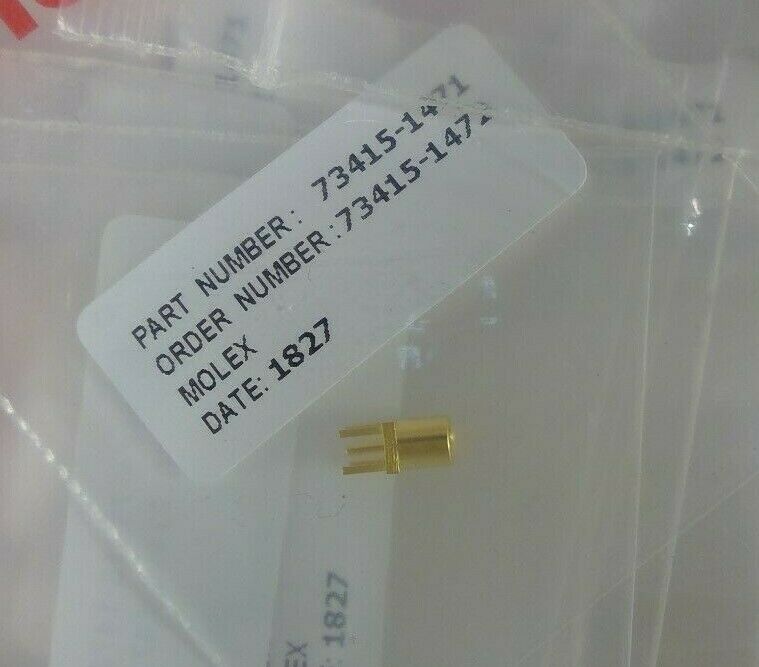 PART NUMBER: 73415-1471
ORDER NUMBER:73415-1471
MOLEX
DATE: 1827
EX
: 1827